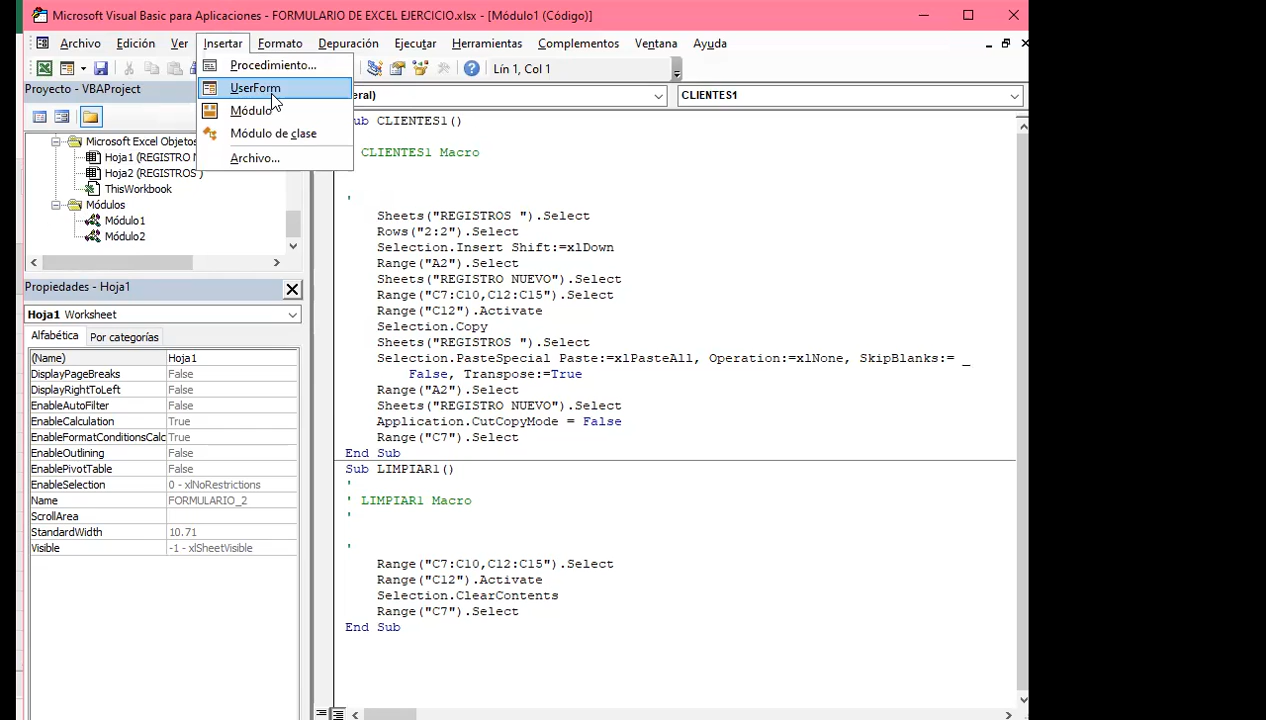 Microsoft Visual Basic para Aplicaciones - FORMULARIO DE EXCEL EJERCICIO.xlsx - [Módulo1 (Código)]
Archivo Edición Ver Insertar Formato Depuración Ejecutar Herramientas Complementos Ventana Ayuda
Lín 1, Col 1
Procedimiento...
UserForm
Módulo
Módulo de clase
Archivo...
Proyecto - VBAProject
Microsoft Excel Objetos
Hoja1 (REGISTRO
Hoja2 (REGISTROS )
ThisWorkbook
Módulos
Módulo1
Módulo2
Propiedades - Hoja1
Hoja1 Worksheet
Alfabética Por categorías
(Name) Hoja1
DisplayPageBreaks False
DisplayRightToLeft False
EnableAutoFilter False
EnableCalculation True
EnableFormatConditionsCalc True
EnableOutlining False
EnablePivotTable False
EnableSelection 0 - xlNoRestrictions
Name FORMULARIO_2
ScrollArea
StandardWidth 10.71
Visible -1 - xlSheetVisible
eral) CLIENTES1
ub CLIENTES1()
CLIENTES1 Macro
'
Sheets("REGISTROS ").Select
Rows("2:2").Select
Selection.Insert Shift:=xlDown
Range("A2").Select
Sheets("REGISTRO NUEVO").Select
Range("C7:C10,C12:C15").Select
Range("C12").Activate
Selection.Copy
Sheets("REGISTROS ").Select
Selection.PasteSpecial Paste:=xlPasteAll, Operation:=xlNone, SkipBlanks:= _
False, Transpose:=True
Range("A2").Select
Sheets("REGISTRO NUEVO").Select
Application.CutCopyMode = False
Range("C7").Select
End Sub
Sub LIMPIAR1()
'
' LIMPIAR1 Macro
'
'
Range("C7:C10,C12:C15").Select
Range("C12").Activate
Selection.ClearContents
Range("C7").Select
End Sub